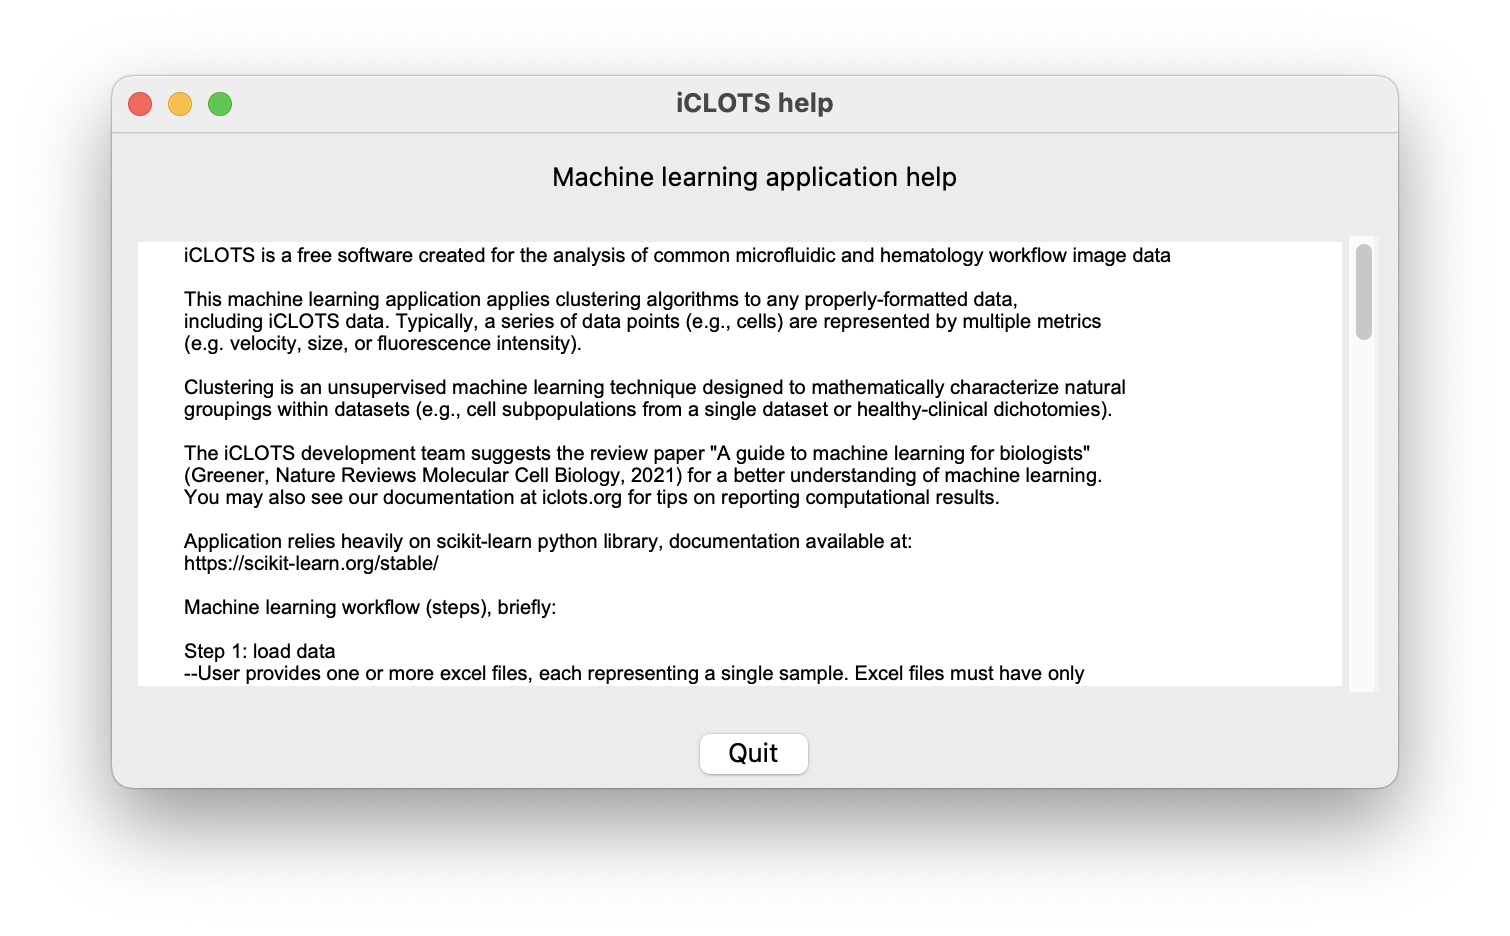 iCLOTS help
Machine learning application help
iCLOTS is a free software created for the analysis of common microfluidic and hematology workflow image data
This machine learning application applies clustering algorithms to any properly-formatted data,
including iCLOTS data. Typically, a series of data points (e.g., cells) are represented by multiple metrics
(e.g. velocity, size, or fluorescence intensity).
Clustering is an unsupervised machine learning technique designed to mathematically characterize natural
groupings within datasets (e.g., cell subpopulations from a single dataset or healthy-clinical dichotomies).
The iCLOTS development team suggests the review paper "A guide to machine learning for biologists"
(Greener, Nature Reviews Molecular Cell Biology, 2021) for a better understanding of machine learning.
You may also see our documentation at iclots.org for tips on reporting computational results.
Application relies heavily on scikit-learn python library, documentation available at:
https://scikit-learn.org/stable/
Machine learning workflow (steps), briefly:
Step 1: load data
--User provides one or more excel files, each representing a single sample. Excel files must have only
Quit